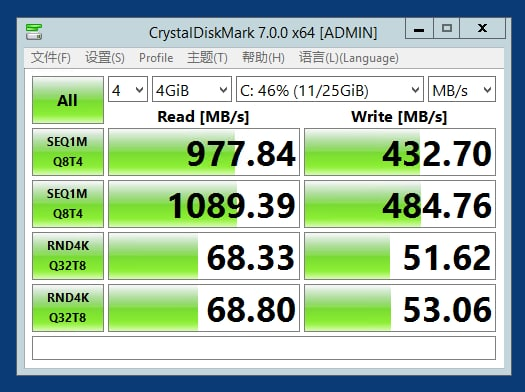 CrystalDiskMark 7.0.0 x64 [ADMIN]
文件(F) 设置(S) Profile 主题(T) 帮助(H) 语言(L)(Language)
All 4 4GiB C: 46% (11/25GiB) MB/s
Read [MB/s] Write [MB/s]
SEQ1M
Q8T4 977.84 432.70
SEQ1M
Q8T4 1089.39 484.76
RND4K
Q32T8 68.33 51.62
RND4K
Q32T8 68.80 53.06